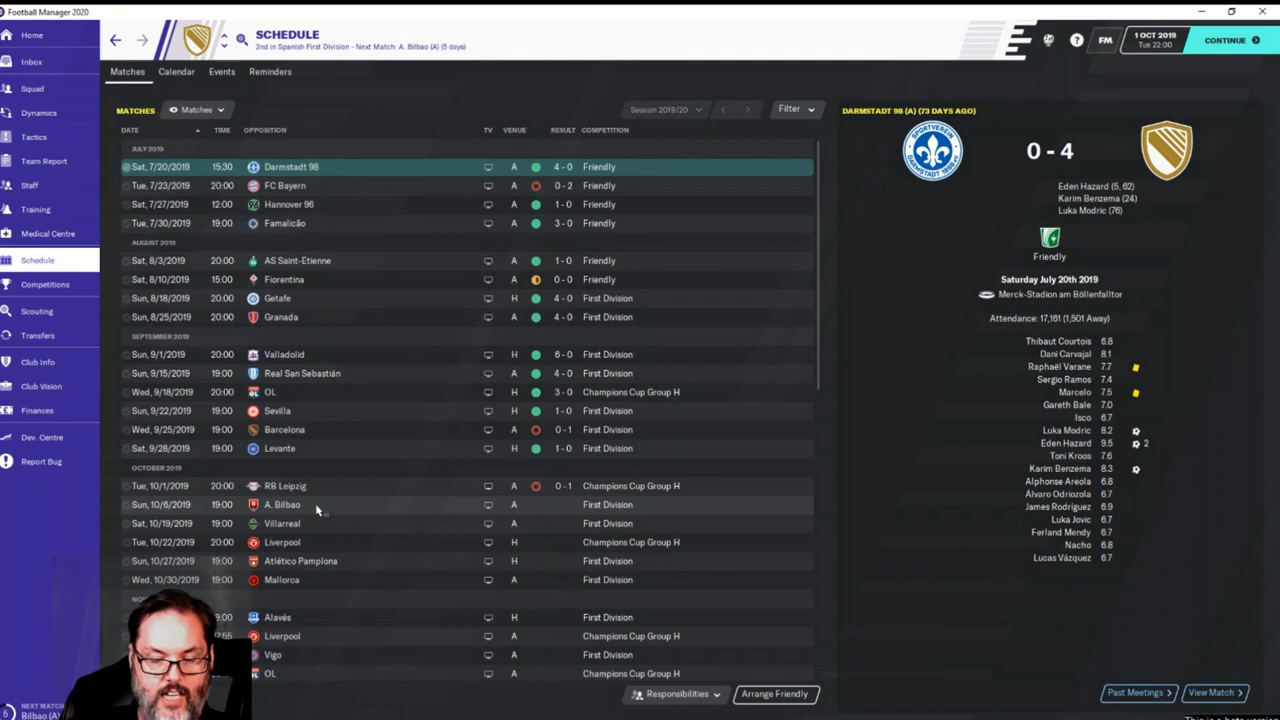 Football Manager 2020
Home
Inbox
Squad
Dynamics
Tactics
Team Report
Staff
Training
Medical Centre
Schedule
Competitions
Scouting
Transfers
Club Info
Club Vision
Finances
Dev. Centre
Report Bug
5 NEXT MATCH
Bilbao (A)
SCHEDULE
2nd in Spanish First Division - Next Match: A. Bilbao (A) (5 days)
FM
1 OCT 2019
Tue 22:00
CONTINUE
Matches Calendar Events Reminders
MATCHES Matches Season 2019/20 Filter
DATE TIME OPPOSITION TV VENUE RESULT COMPETITION
JULY 2019
Sat, 7/20/2019 15:30 Darmstadt 98 A 4 - 0 Friendly
Tue, 7/23/2019 20:00 FC Bayern A 0 - 2 Friendly
Sat, 7/27/2019 12:00 Hannover 96 A 1 - 0 Friendly
Tue, 7/30/2019 19:00 Famalicão A 3 - 0 Friendly
AUGUST 2019
Sat, 8/3/2019 20:00 AS Saint-Etienne A 1 - 0 Friendly
Sat, 8/10/2019 15:00 Fiorentina A 0 - 0 Friendly
Sun, 8/18/2019 20:00 Getafe H 4 - 0 First Division
Sun, 8/25/2019 20:00 Granada A 4 - 0 First Division
SEPTEMBER 2019
Sun, 9/1/2019 20:00 Valladolid H 6 - 0 First Division
Sun, 9/15/2019 19:00 Real San Sebastián A 4 - 0 First Division
Wed, 9/18/2019 20:00 OL H 3 - 0 Champions Cup Group H
Sun, 9/22/2019 19:00 Sevilla H 1 - 0 First Division
Wed, 9/25/2019 19:00 Barcelona A 0 - 1 First Division
Sat, 9/28/2019 19:00 Levante H 1 - 0 First Division
OCTOBER 2019
Tue, 10/1/2019 20:00 RB Leipzig A 0 - 1 Champions Cup Group H
Sun, 10/6/2019 19:00 A. Bilbao A First Division
Sat, 10/19/2019 19:00 Villarreal A First Division
Tue, 10/22/2019 20:00 Liverpool H Champions Cup Group H
Sun, 10/27/2019 19:00 Atlético Pamplona H First Division
Wed, 10/30/2019 19:00 Mallorca A First Division
Alavés H First Division
Liverpool A Champions Cup Group H
Vigo A First Division
OL A Champions Cup Group H
Responsibilities Arrange Friendly
DARMSTADT 98 (A) (73 DAYS AGO)
0 - 4
Eden Hazard (5, 62)
Karim Benzema (24)
Luka Modric (76)
Friendly
Saturday July 20th 2019
Merck-Stadion am Böllenfalltor
Attendance: 17,161 (1,501 Away)
Thibaut Courtois 6.8
Dani Carvajal 8.1
Raphaël Varane 7.7
Sergio Ramos 7.4
Marcelo 7.5
Gareth Bale 7.0
Isco 6.7
Luka Modric 8.2
Eden Hazard 9.5 2
Toni Kroos 7.6
Karim Benzema 8.3
Alphonse Areola 6.8
Álvaro Odriozola 6.7
James Rodríguez 6.9
Luka Jovic 6.7
Ferland Mendy 6.7
Nacho 6.8
Lucas Vázquez 6.7
Past Meetings View Match